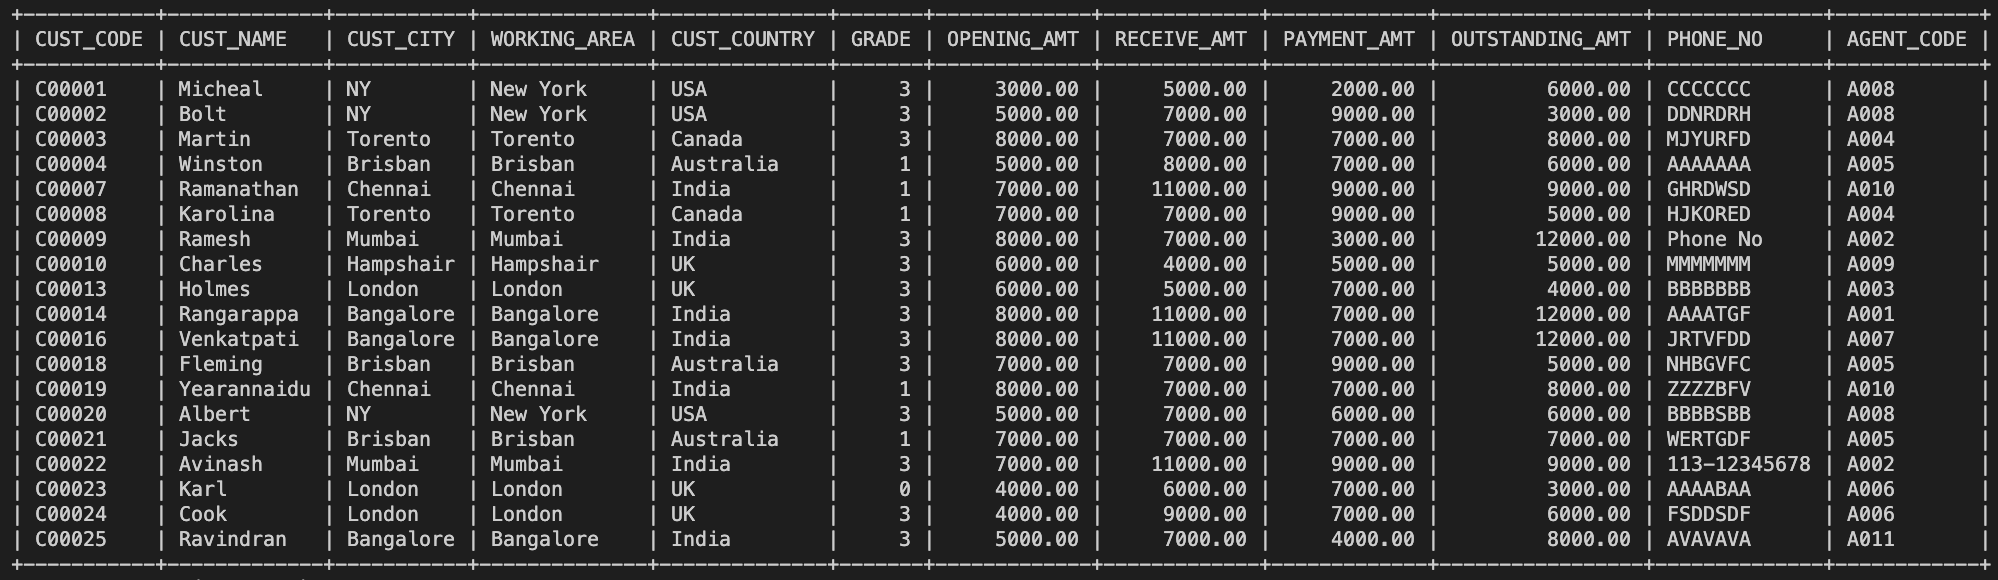 +-----------+-------------+-----------+--------------+--------------+-------+-------------+-------------+-------------+-----------------+--------------+------------+
| CUST_CODE | CUST_NAME   | CUST_CITY | WORKING_AREA | CUST_COUNTRY | GRADE | OPENING_AMT | RECEIVE_AMT | PAYMENT_AMT | OUTSTANDING_AMT | PHONE_NO     | AGENT_CODE |
+-----------+-------------+-----------+--------------+--------------+-------+-------------+-------------+-------------+-----------------+--------------+------------+
| C00001    | Micheal     | NY        | New York     | USA          |     3 |     3000.00 |     5000.00 |     2000.00 |         6000.00 | CCCCCCC      | A008       |
| C00002    | Bolt        | NY        | New York     | USA          |     3 |     5000.00 |     7000.00 |     9000.00 |         3000.00 | DDNRDRH      | A008       |
| C00003    | Martin      | Torento   | Torento      | Canada       |     3 |     8000.00 |     7000.00 |     7000.00 |         8000.00 | MJYURFD      | A004       |
| C00004    | Winston     | Brisban   | Brisban      | Australia    |     1 |     5000.00 |     8000.00 |     7000.00 |         6000.00 | AAAAAAA      | A005       |
| C00007    | Ramanathan  | Chennai   | Chennai      | India        |     1 |     7000.00 |    11000.00 |     9000.00 |         9000.00 | GHRDWSD      | A010       |
| C00008    | Karolina    | Torento   | Torento      | Canada       |     1 |     7000.00 |     7000.00 |     9000.00 |         5000.00 | HJKORED      | A004       |
| C00009    | Ramesh      | Mumbai    | Mumbai       | India        |     3 |     8000.00 |     7000.00 |     3000.00 |        12000.00 | Phone No     | A002       |
| C00010    | Charles     | Hampshair | Hampshair    | UK           |     3 |     6000.00 |     4000.00 |     5000.00 |         5000.00 | MMMMMMM      | A009       |
| C00013    | Holmes      | London    | London       | UK           |     3 |     6000.00 |     5000.00 |     7000.00 |         4000.00 | BBBBBBB      | A003       |
| C00014    | Rangarappa  | Bangalore | Bangalore    | India        |     3 |     8000.00 |    11000.00 |     7000.00 |        12000.00 | AAAATGF      | A001       |
| C00016    | Venkatpati  | Bangalore | Bangalore    | India        |     3 |     8000.00 |    11000.00 |     7000.00 |        12000.00 | JRTVFDD      | A007       |
| C00018    | Fleming     | Brisban   | Brisban      | Australia    |     3 |     7000.00 |     7000.00 |     9000.00 |         5000.00 | NHBGVFC      | A005       |
| C00019    | Yearannaidu | Chennai   | Chennai      | India        |     1 |     8000.00 |     7000.00 |     7000.00 |         8000.00 | ZZZZBFV      | A010       |
| C00020    | Albert      | NY        | New York     | USA          |     3 |     5000.00 |     7000.00 |     6000.00 |         6000.00 | BBBBSBB      | A008       |
| C00021    | Jacks       | Brisban   | Brisban      | Australia    |     1 |     7000.00 |     7000.00 |     7000.00 |         7000.00 | WERTGDF      | A005       |
| C00022    | Avinash     | Mumbai    | Mumbai       | India        |     3 |     7000.00 |    11000.00 |     9000.00 |         9000.00 | 113-12345678 | A002       |
| C00023    | Karl        | London    | London       | UK           |     0 |     4000.00 |     6000.00 |     7000.00 |         3000.00 | AAAABAA      | A006       |
| C00024    | Cook        | London    | London       | UK           |     3 |     4000.00 |     9000.00 |     7000.00 |         6000.00 | FSDDSDF      | A006       |
| C00025    | Ravindran   | Bangalore | Bangalore    | India        |     3 |     5000.00 |     7000.00 |     4000.00 |         8000.00 | AVAVAVA      | A011       |
+-----------+-------------+-----------+--------------+--------------+-------+-------------+-------------+-------------+-----------------+--------------+------------+